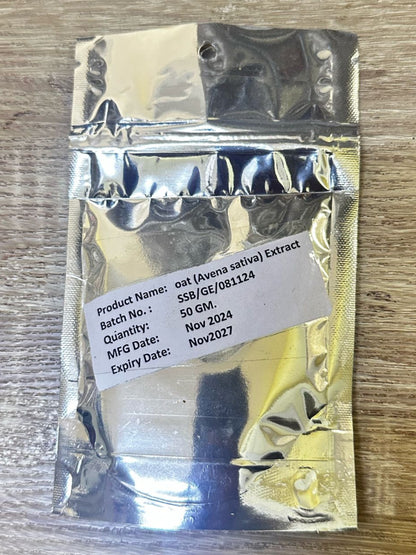 Product Name: oat (Avena sativa) Extract
Batch No. : SSB/GE/081124
Quantity: 50 GM.
MFG Date: Nov 2024
Expiry Date: Nov2027